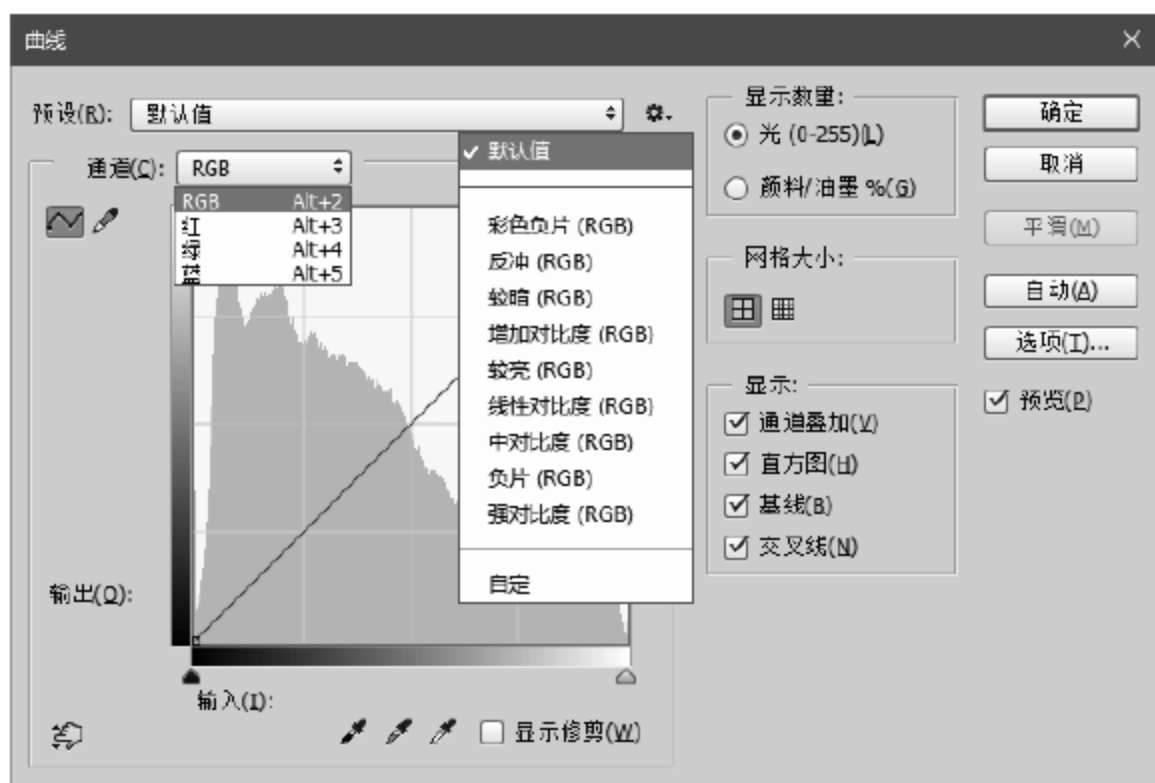 曲线
预设(R): 默认值
通道(C): RGB
RGB Alt+2
红 Alt+3
绿 Alt+4
蓝 Alt+5
默认值
彩色负片 (RGB)
反冲 (RGB)
较暗 (RGB)
增加对比度 (RGB)
较亮 (RGB)
线性对比度 (RGB)
中对比度 (RGB)
负片 (RGB)
强对比度 (RGB)
自定
输出(O):
输入(I):
显示修剪(W)
显示数量:
光 (0-255)(L)
颜料/油墨 %(G)
网格大小:
显示:
通道叠加(V)
直方图(H)
基线(B)
交叉线(N)
确定
取消
平滑(M)
自动(A)
选项(T)...
预览(P)